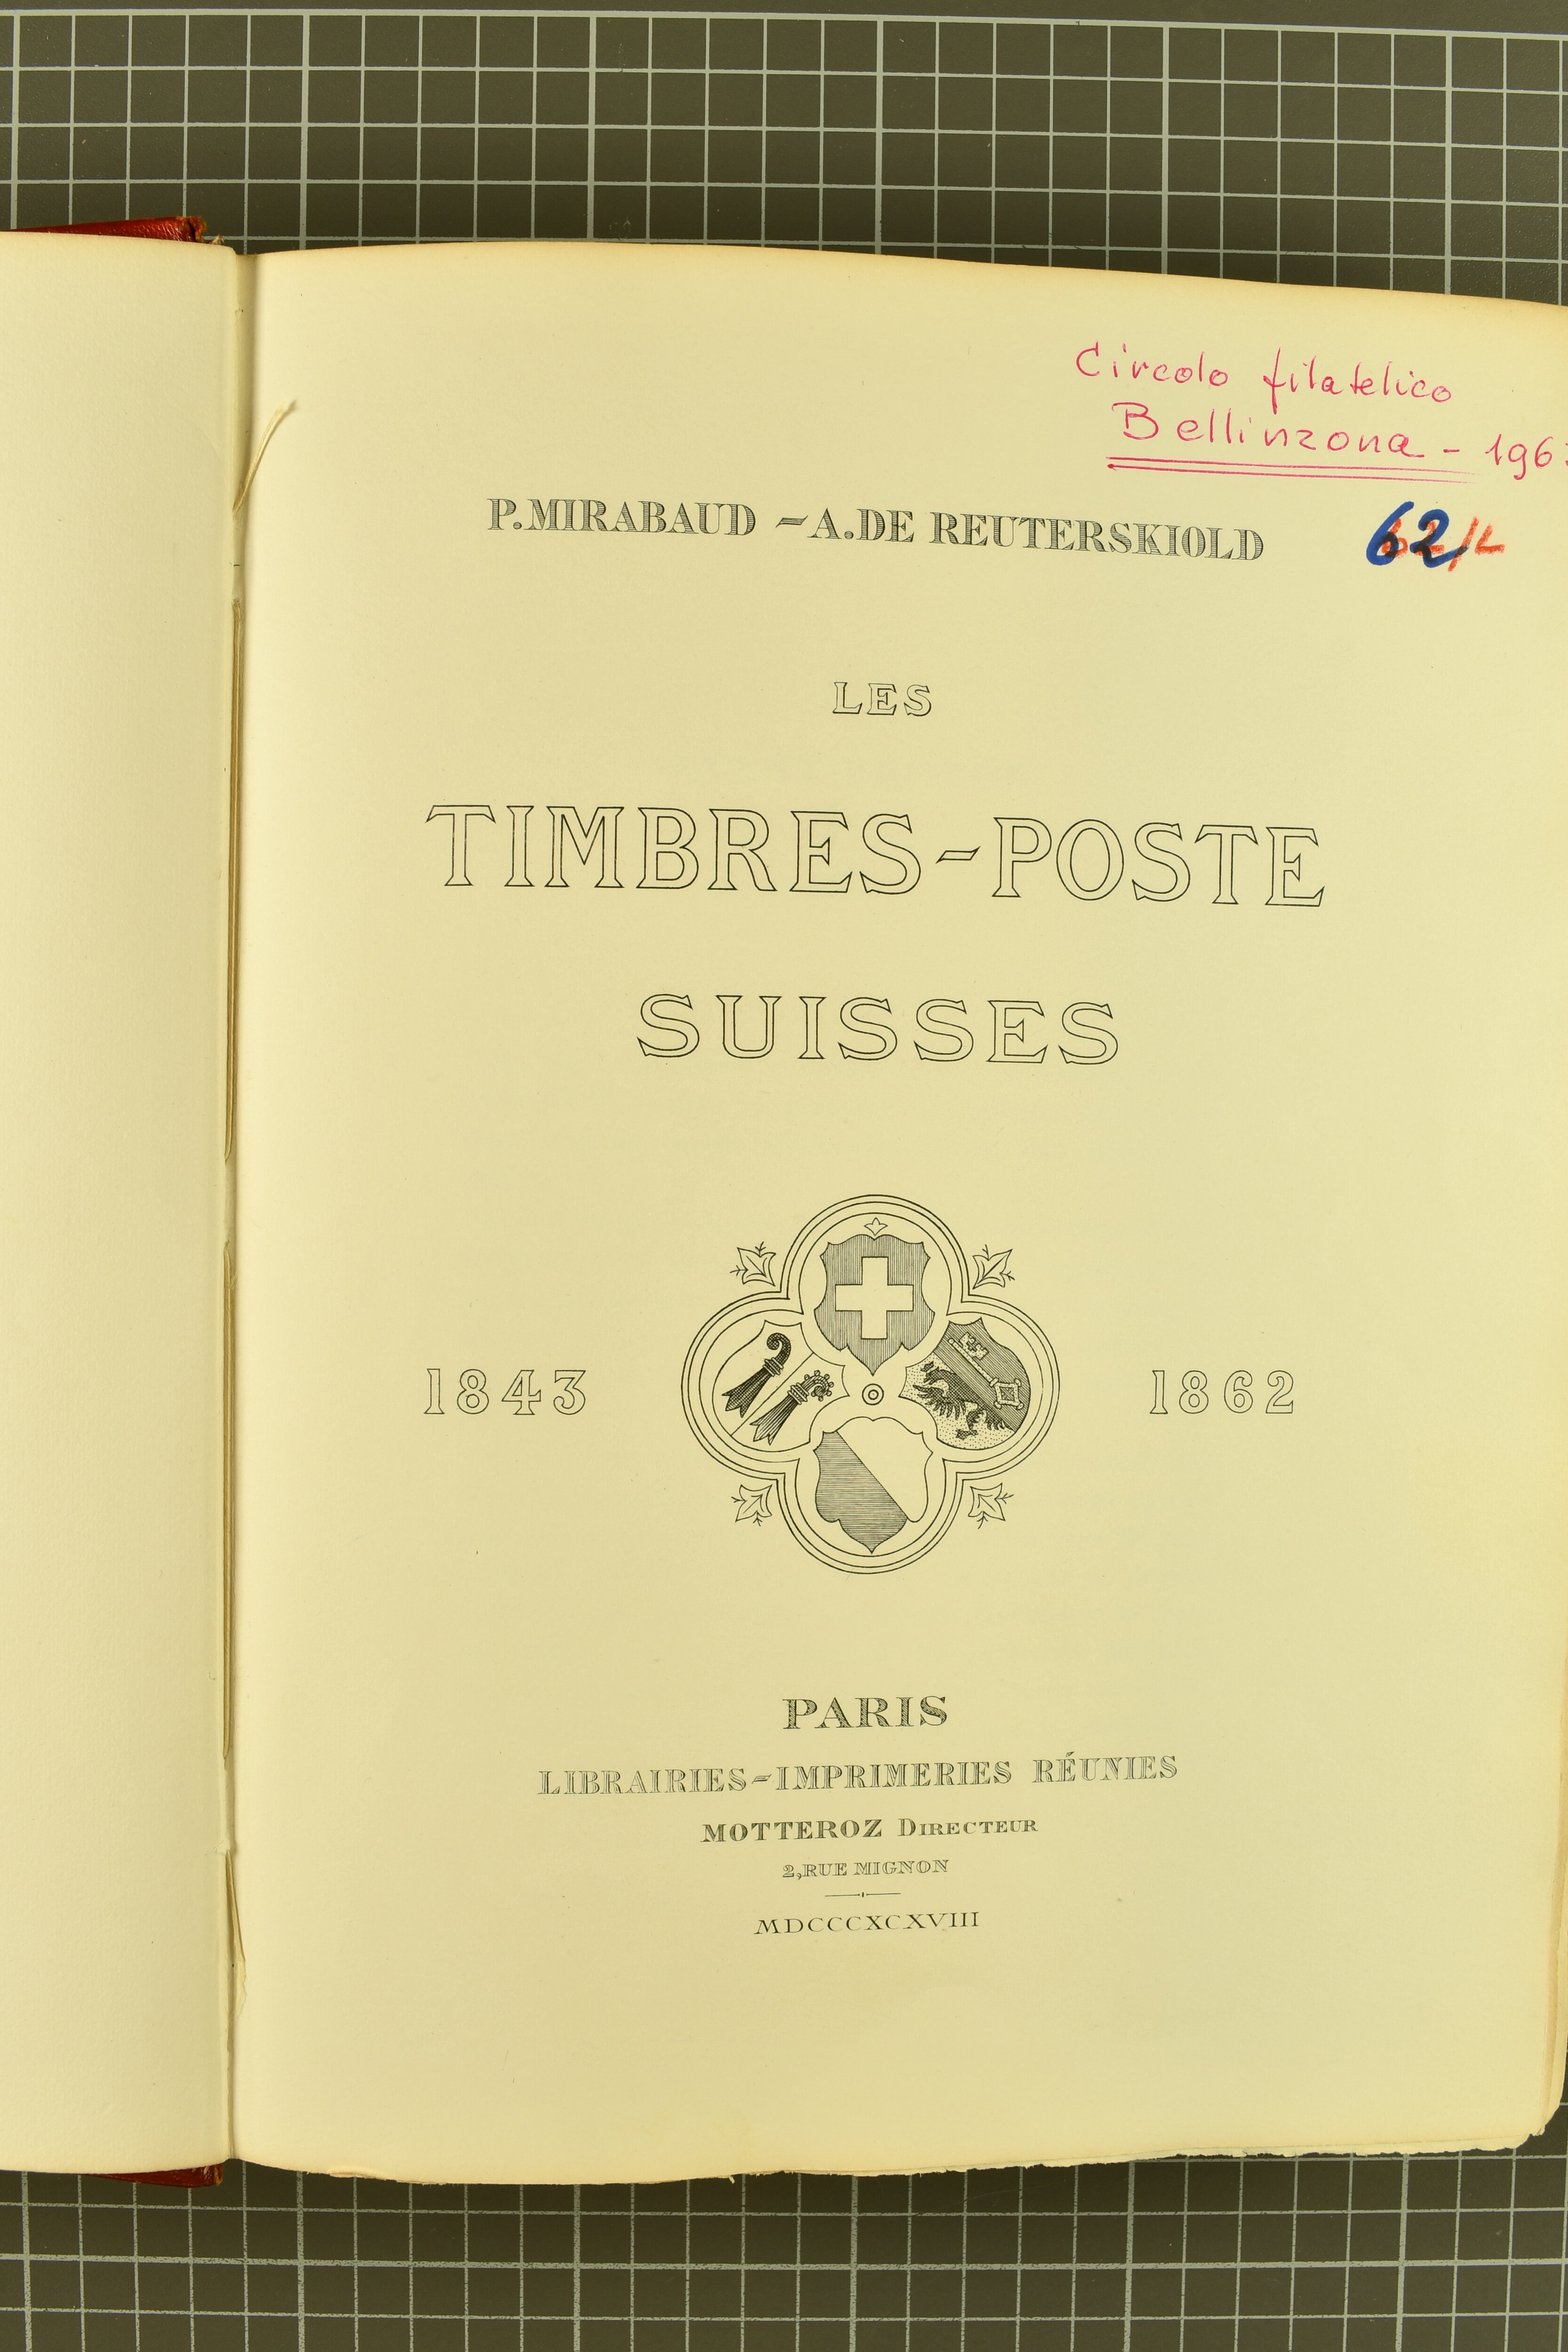 Circolo filatelico
Bellinzona - 196
P. MIRABAUD - A. DE REUTERSKIOLD
62/L
LES
TIMBRES-POSTE
SUISSES
1843 1862
PARIS
LIBRAIRIES-IMPRIMERIES RÉUNIES
MOTTEROZ DIRECTEUR
2, RUE MIGNON
MDCCCXCXVIII